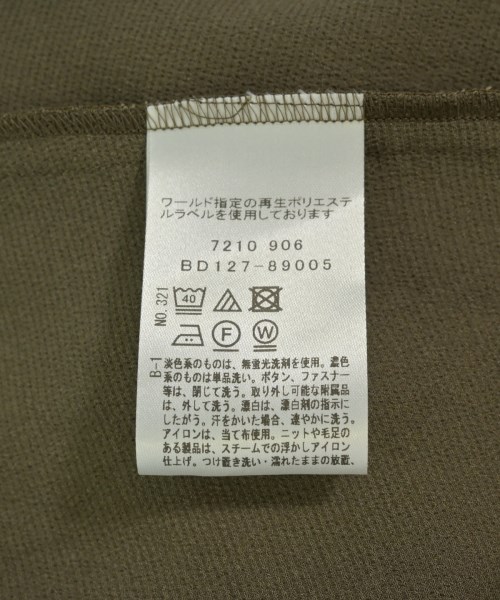 ワールド指定の再生ポリエステ
ルラベルを使用しております
7210 906
BD127-89005
NO.321
40
F
W
B-1
淡色系のものは、無蛍光洗剤を使用。濃色
系のものは単品洗い。ボタン、ファスナー
等は、閉じて洗う。取り外し可能な附属品
は、外して洗う。漂白は、漂白剤の指示に
したがう。汗をかいた場合、速やかに洗う。
アイロンは、当て布使用。ニットや毛足の
ある製品は、スチームでの浮かしアイロン
仕上げ。つけ置き洗い・濡れたままの放置、